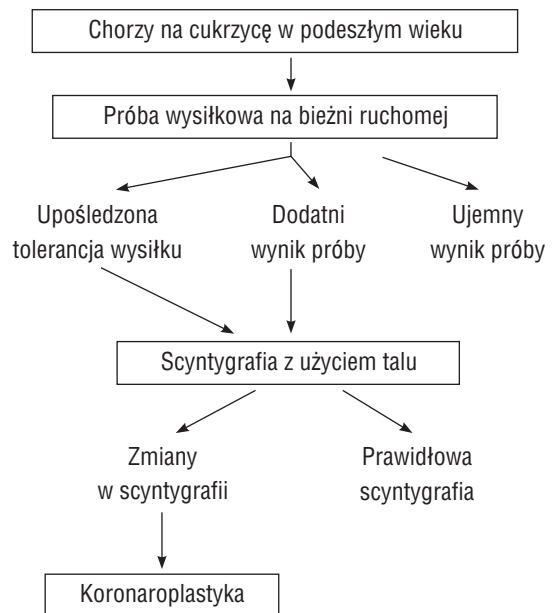 Chorzy na cukrzycę w podeszłym wieku
Próba wysiłkowa na bieżni ruchomej
Upośledzona
tolerancja wysiłku
Dodatni
wynik próby
Ujemny
wynik próby
Scyntygrafia z użyciem talu
Zmiany
w scyntygrafii
Prawidłowa
scyntygrafia
Koronaroplastyka